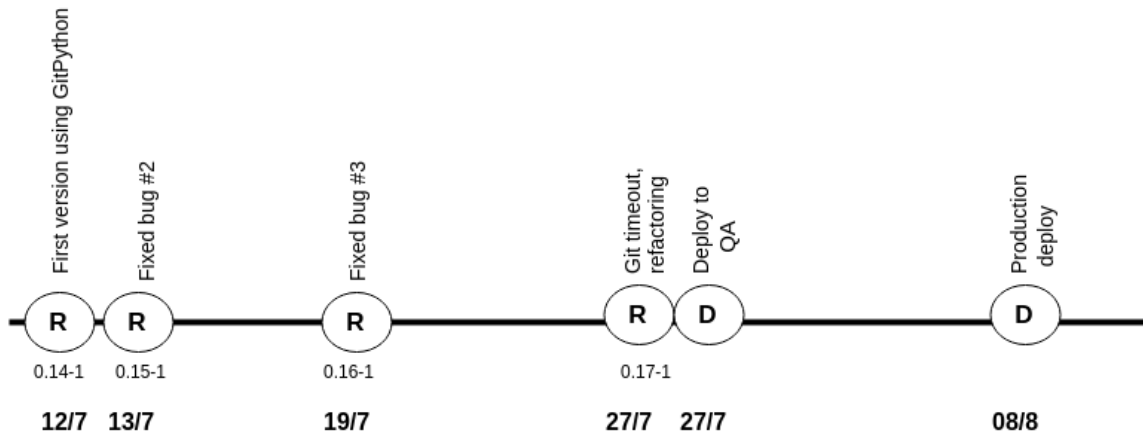 First version using GitPython
Fixed bug #2
Fixed bug #3
Git timeout,
refactoring
Deploy to
QA
Production
deploy
R
R
R
R
D
D
0.14-1
0.15-1
0.16-1
0.17-1
12/7
13/7
19/7
27/7
27/7
08/8